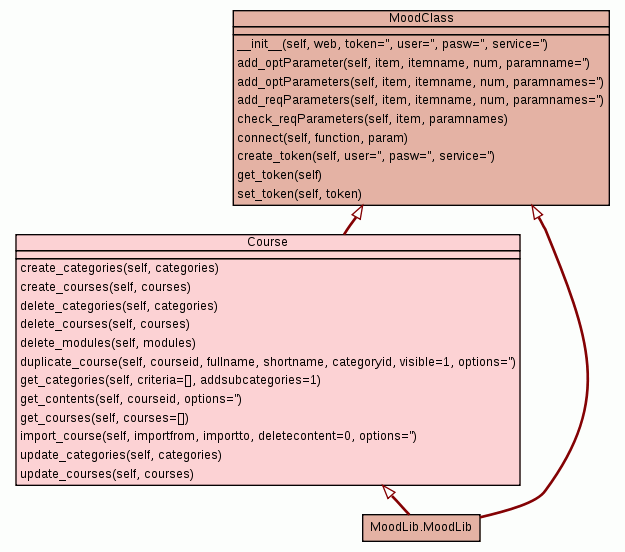 MoodClass
__init__(self, web, token='', user='', pasw='', service='')
add_optParameter(self, item, itemname, num, paramname='')
add_optParameters(self, item, itemname, num, paramnames='')
add_reqParameters(self, item, itemname, num, paramnames='')
check_reqParameters(self, item, paramnames)
connect(self, function, param)
create_token(self, user='', pasw='', service='')
get_token(self)
set_token(self, token)
Course
create_categories(self, categories)
create_courses(self, courses)
delete_categories(self, categories)
delete_courses(self, courses)
delete_modules(self, modules)
duplicate_course(self, courseid, fullname, shortname, categoryid, visible=1, options='')
get_categories(self, criteria=[], addsubcategories=1)
get_contents(self, courseid, options='')
get_courses(self, courses=[])
import_course(self, importfrom, importto, deletecontent=0, options='')
update_categories(self, categories)
update_courses(self, courses)
MoodLib.MoodLib